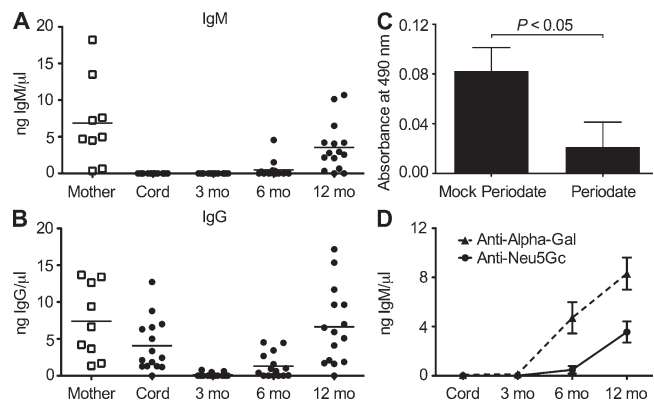 A
IgM
ng IgM/µl
20
15
10
5
0
Mother Cord 3 mo 6 mo 12 mo
B
IgG
ng IgG/µl
20
15
10
5
0
Mother Cord 3 mo 6 mo 12 mo
C
P < 0.05
Absorbance at 490 nm
0.12
0.08
0.04
0.00
Mock Periodate Periodate
D
Anti-Alpha-Gal
Anti-Neu5Gc
ng IgM/µl
12
8
4
0
Cord 3 mo 6 mo 12 mo